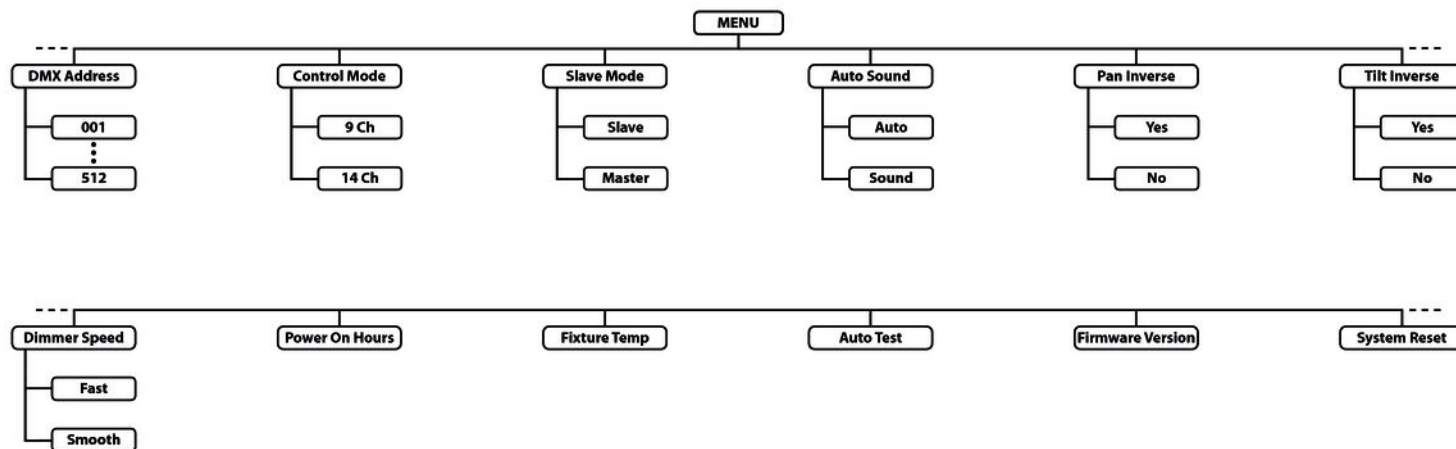 MENU
DMX Address
Control Mode
Slave Mode
Auto Sound
Pan Inverse
Tilt Inverse
001
9 Ch
Slave
Auto
Yes
Yes
512
14 Ch
Master
Sound
No
No
Dimmer Speed
Power On Hours
Fixture Temp
Auto Test
Firmware Version
System Reset
Fast
Smooth